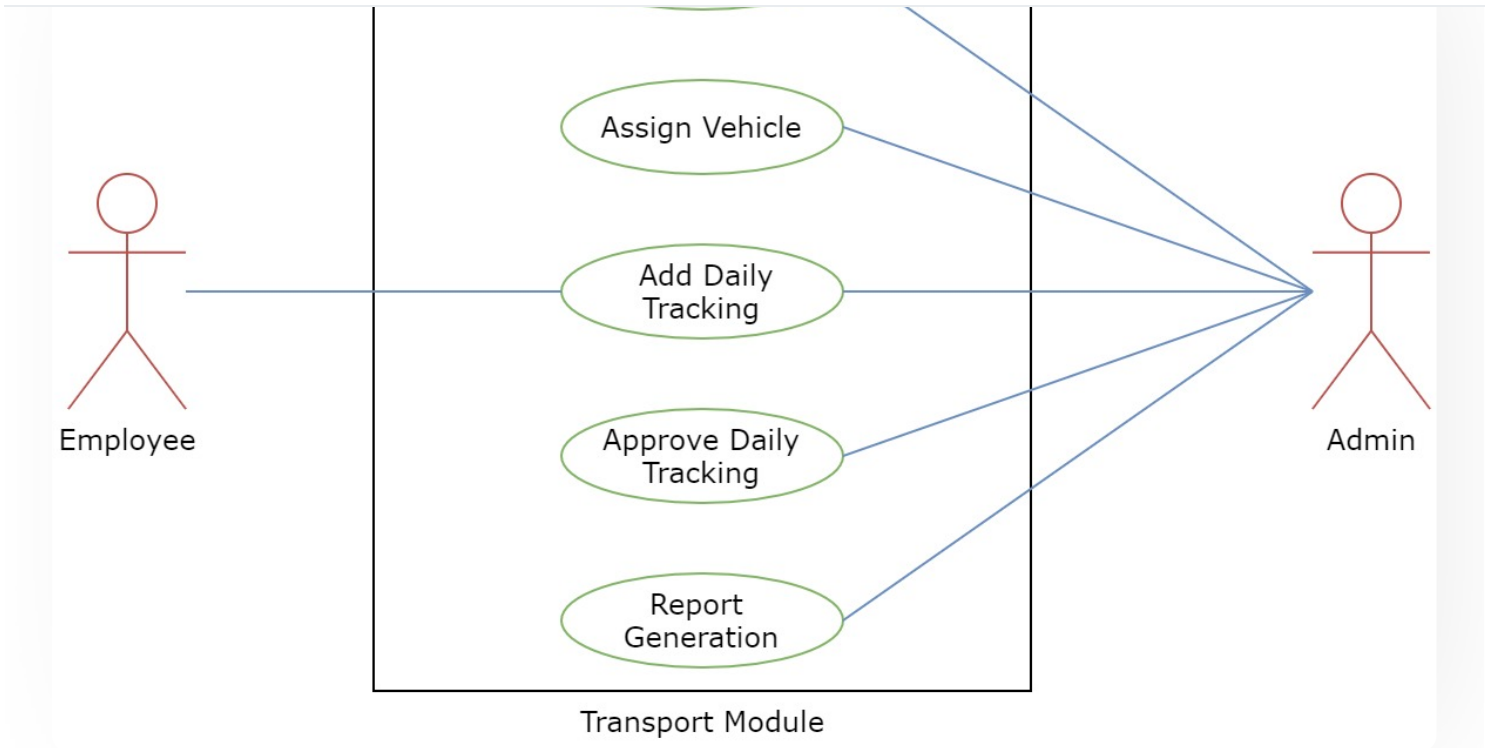 Assign Vehicle
Add Daily
Tracking
Employee
Approve Daily
Tracking
Admin
Report
Generation
Transport Module